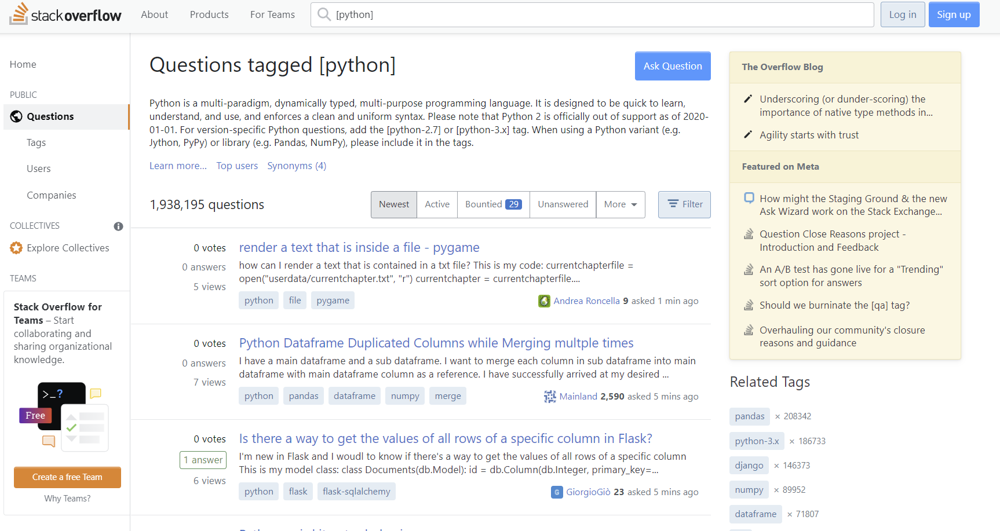 stack overflow
About
Products
For Teams
[python]
Log in
Sign up
Home
PUBLIC
Questions
Tags
Users
Companies
COLLECTIVES
Explore Collectives
TEAMS
Stack Overflow for
Teams – Start
collaborating and
sharing organizational
knowledge.
>_?
Free
Create a free Team
Why Teams?
Questions tagged [python]
Ask Question
Python is a multi-paradigm, dynamically typed, multi-purpose programming language. It is designed to be quick to learn,
understand, and use, and enforces a clean and uniform syntax. Please note that Python 2 is officially out of support as of 2020-
01-01. For version-specific Python questions, add the [python-2.7] or [python-3.x] tag. When using a Python variant (e.g.
Jython, PyPy) or library (e.g. Pandas, NumPy), please include it in the tags.
Learn more... Top users Synonyms (4)
1,938,195 questions
Newest
Active
Bountied 29
Unanswered
More
Filter
0 votes
0 answers
5 views
render a text that is inside a file - pygame
how can I render a text that is contained in a txt file? This is my code: currentchapterfile =
open("userdata/currentchapter.txt", "r") currentchapter = currentchapterfile....
python file pygame
Andrea Roncella 9 asked 1 min ago
0 votes
0 answers
7 views
Python Dataframe Duplicated Columns while Merging multple times
I have a main dataframe and a sub dataframe. I want to merge each column in sub dataframe into main
dataframe with main dataframe column as a reference. I have successfully arrived at my desired ...
python pandas dataframe numpy merge
Mainland 2,590 asked 5 mins ago
0 votes
1 answer
6 views
Is there a way to get the values of all rows of a specific column in Flask?
I'm new in Flask and I woudl to know if there's a way to get the values of all rows of a specific column
This is my model class: class Documents(db.Model): id = db.Column(db.Integer, primary_key=...
python flask flask-sqlalchemy
G GiorgioGiò 23 asked 5 mins ago
The Overflow Blog
Underscoring (or dunder-scoring) the
importance of native type methods in...
Agility starts with trust
Featured on Meta
How might the Staging Ground & the new
Ask Wizard work on the Stack Exchange...
Question Close Reasons project -
Introduction and Feedback
An A/B test has gone live for a "Trending"
sort option for answers
Should we burninate the [qa] tag?
Overhauling our community's closure
reasons and guidance
Related Tags
pandas × 208342
python-3.x × 186733
django × 146373
numpy × 89952
dataframe × 71807